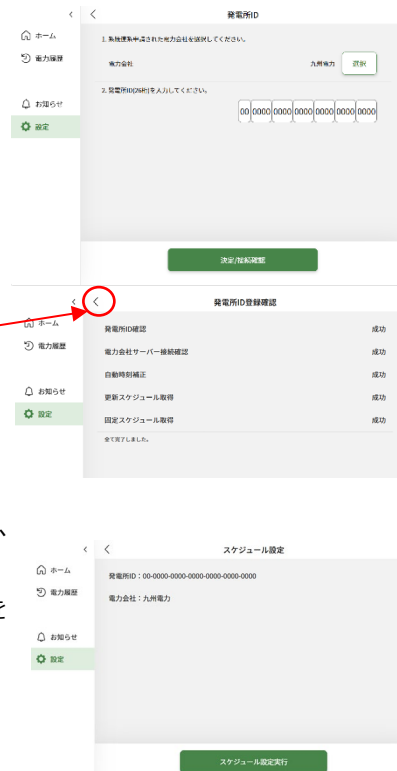 発電所ID
ホーム
電力履歴
お知らせ
設定
1. 系統連系申請された電力会社を選択してください。
電力会社
九州電力
選択
2. 発電所ID(26桁)を入力してください。
00 0000 0000 0000 0000 0000 0000
決定/接続確認
発電所ID登録確認
ホーム
電力履歴
お知らせ
設定
発電所ID確認 成功
電力会社サーバー接続確認 成功
自動時刻補正 成功
更新スケジュール取得 成功
固定スケジュール取得 成功
全て完了しました。
を
スケジュール設定
ホーム
電力履歴
お知らせ
設定
発電所ID：00-0000-0000-0000-0000-0000-0000
電力会社：九州電力
スケジュール設定実行